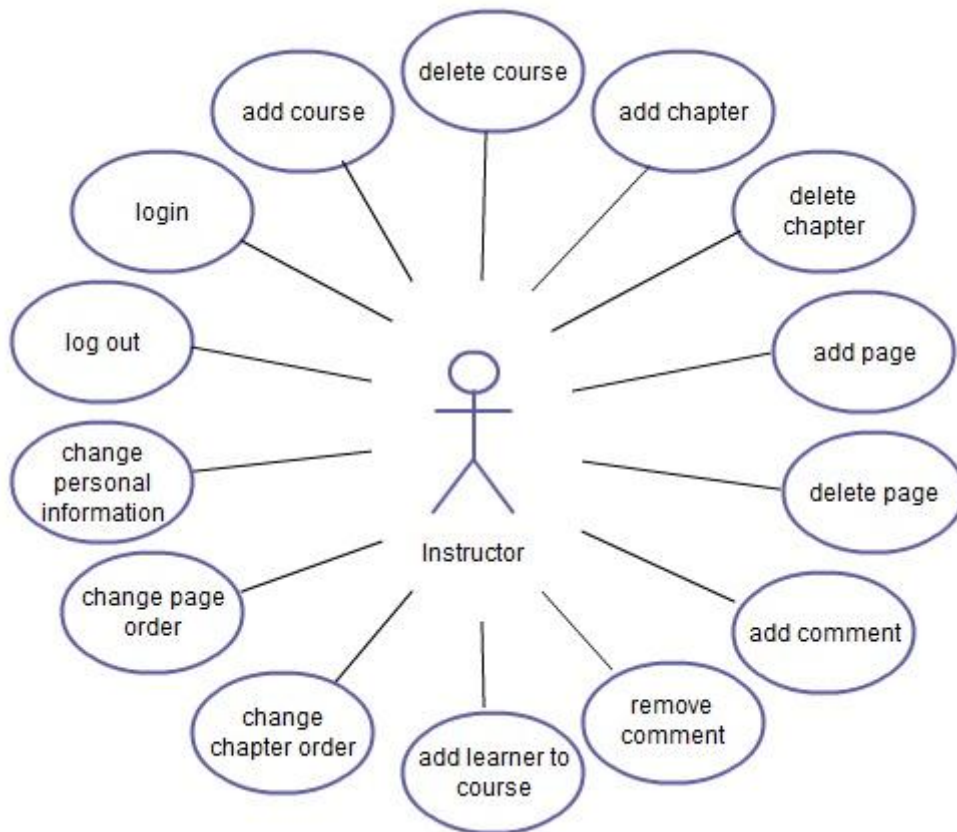 delete course
add course
add chapter
login
delete
chapter
log out
add page
change
personal
information
delete page
Instructor
change page
order
add comment
change
chapter order
add learner to
course
remove
comment